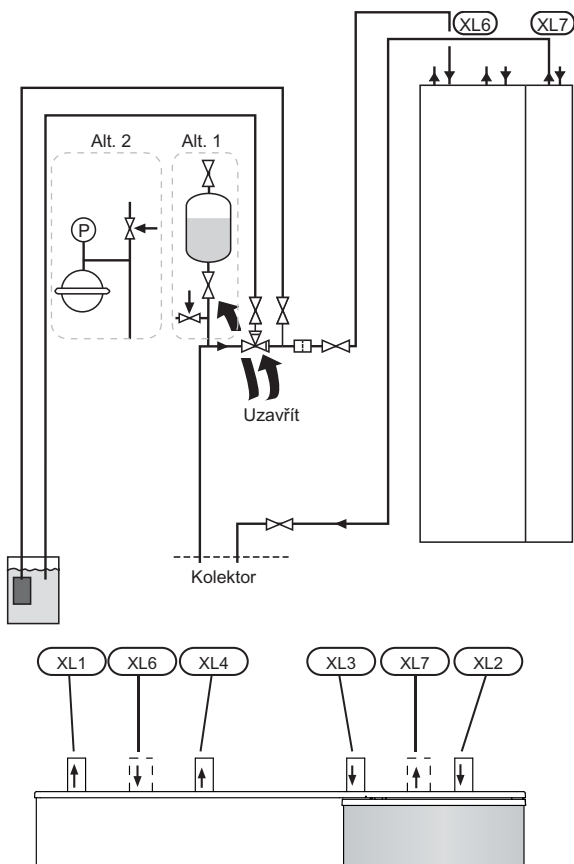 XL6 XL7
Alt. 2 Alt. 1
P
Uzavřít
Kolektor
XL1 XL6 XL4 XL3 XL7 XL2